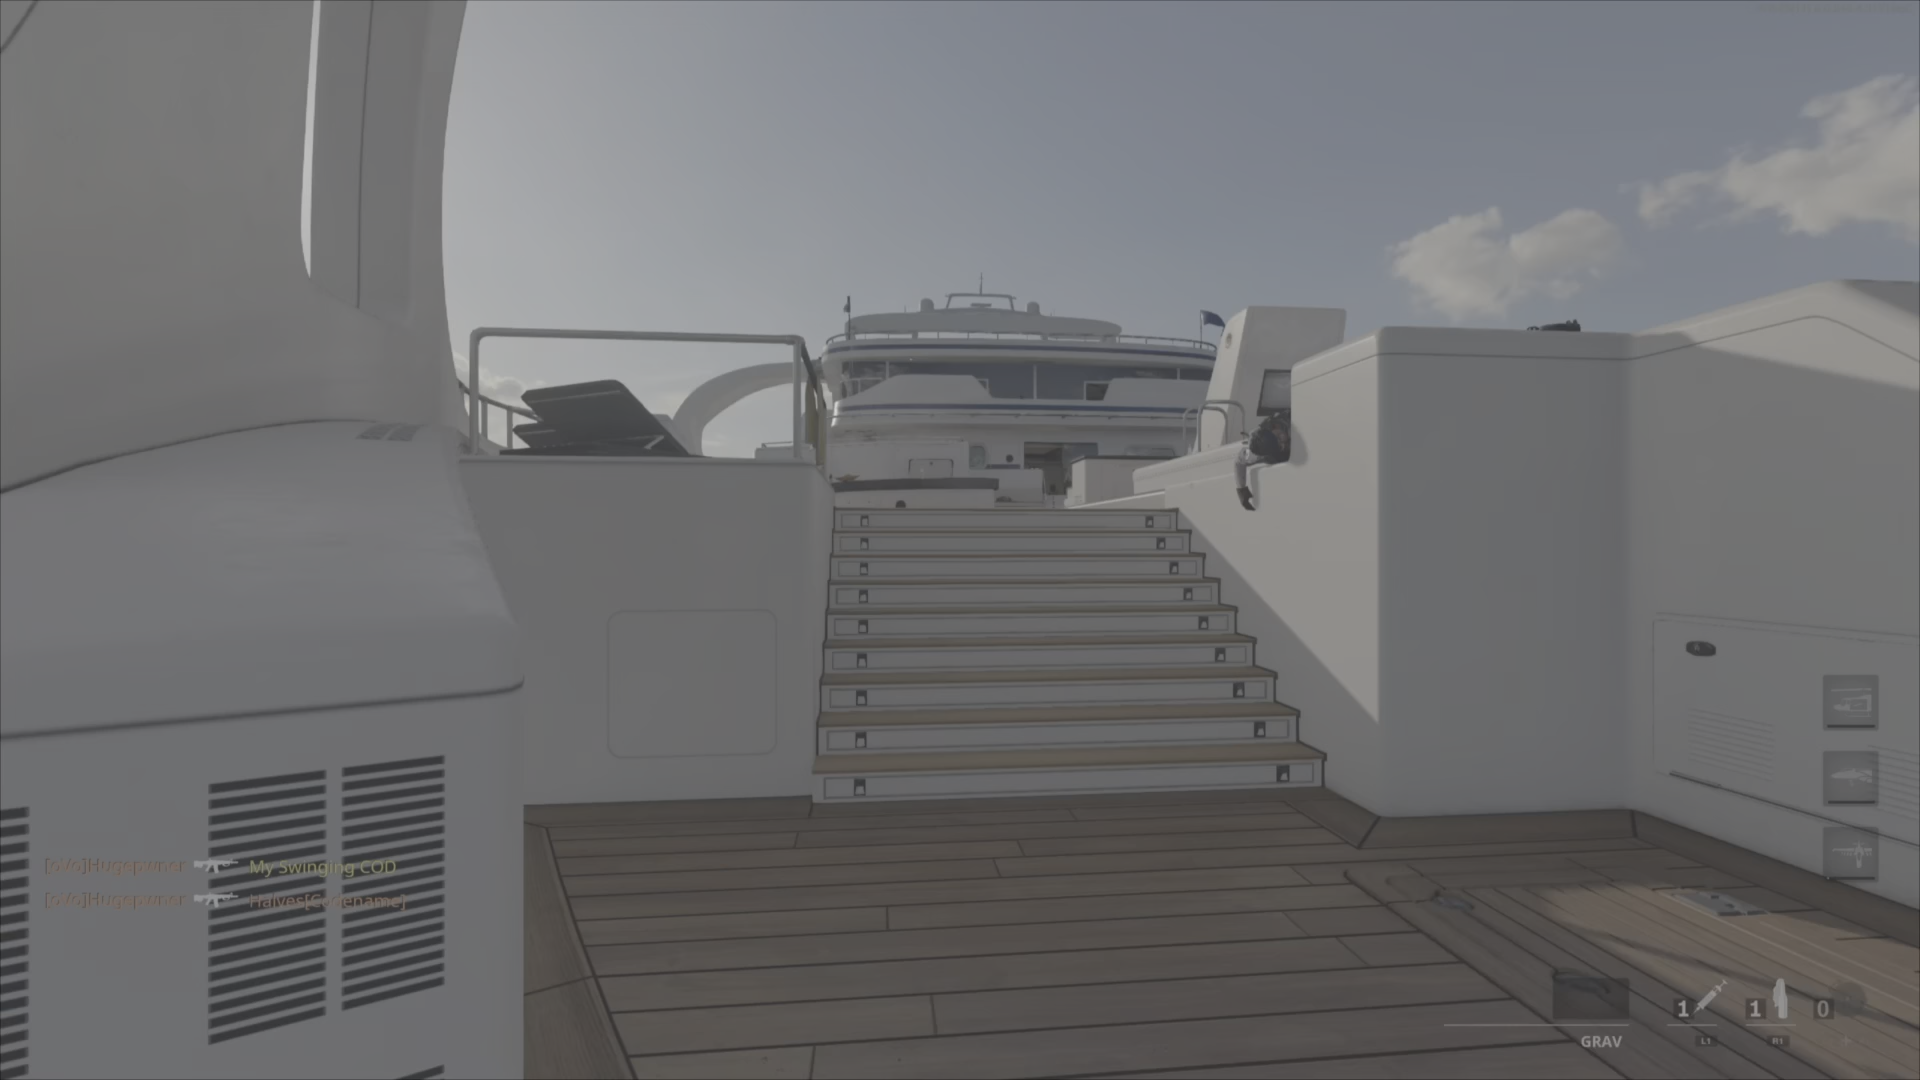 [oVo]Hugepwner My Swinging COD
[oVo]Hugepwner Halves[Codename]
1 1 0
GRAV L1 R1